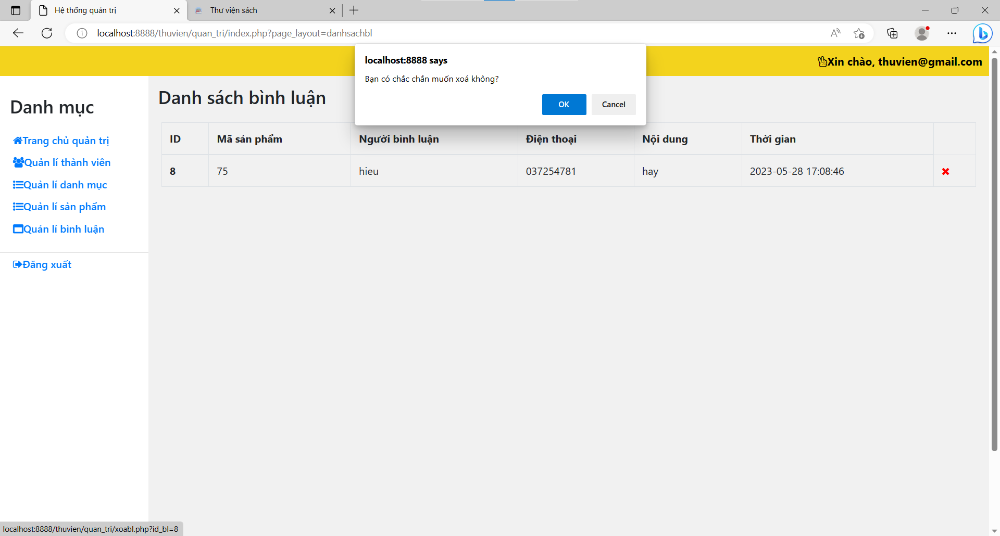 Hệ thống quản trị
Thư viện sách
localhost:8888/thuvien/quan_tri/index.php?page_layout=danhsachbl
localhost:8888 says
Bạn có chắc chắn muốn xoá không?
OK
Cancel
Xin chào, thuvien@gmail.com
Danh mục
Trang chủ quản trị
Quản lí thành viên
Quản lí danh mục
Quản lí sản phẩm
Quản lí bình luận
Đăng xuất
Danh sách bình luận
ID Mã sản phẩm Người bình luận Điện thoại Nội dung Thời gian
8 75 hieu 037254781 hay 2023-05-28 17:08:46
localhost:8888/thuvien/quan_tri/xoabl.php?id_bl=8